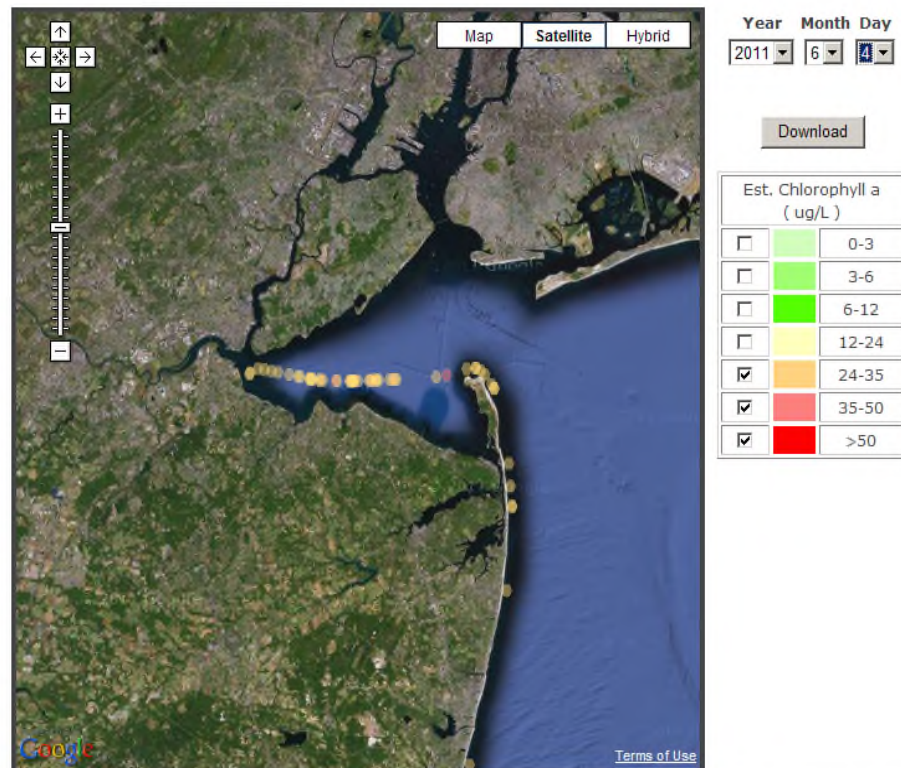 Map Satellite Hybrid
Year Month Day
2011 6 4
Download
Est. Chlorophyll a
( ug/L )
0-3
3-6
6-12
12-24
24-35
35-50
>50
Google
Terms of Use